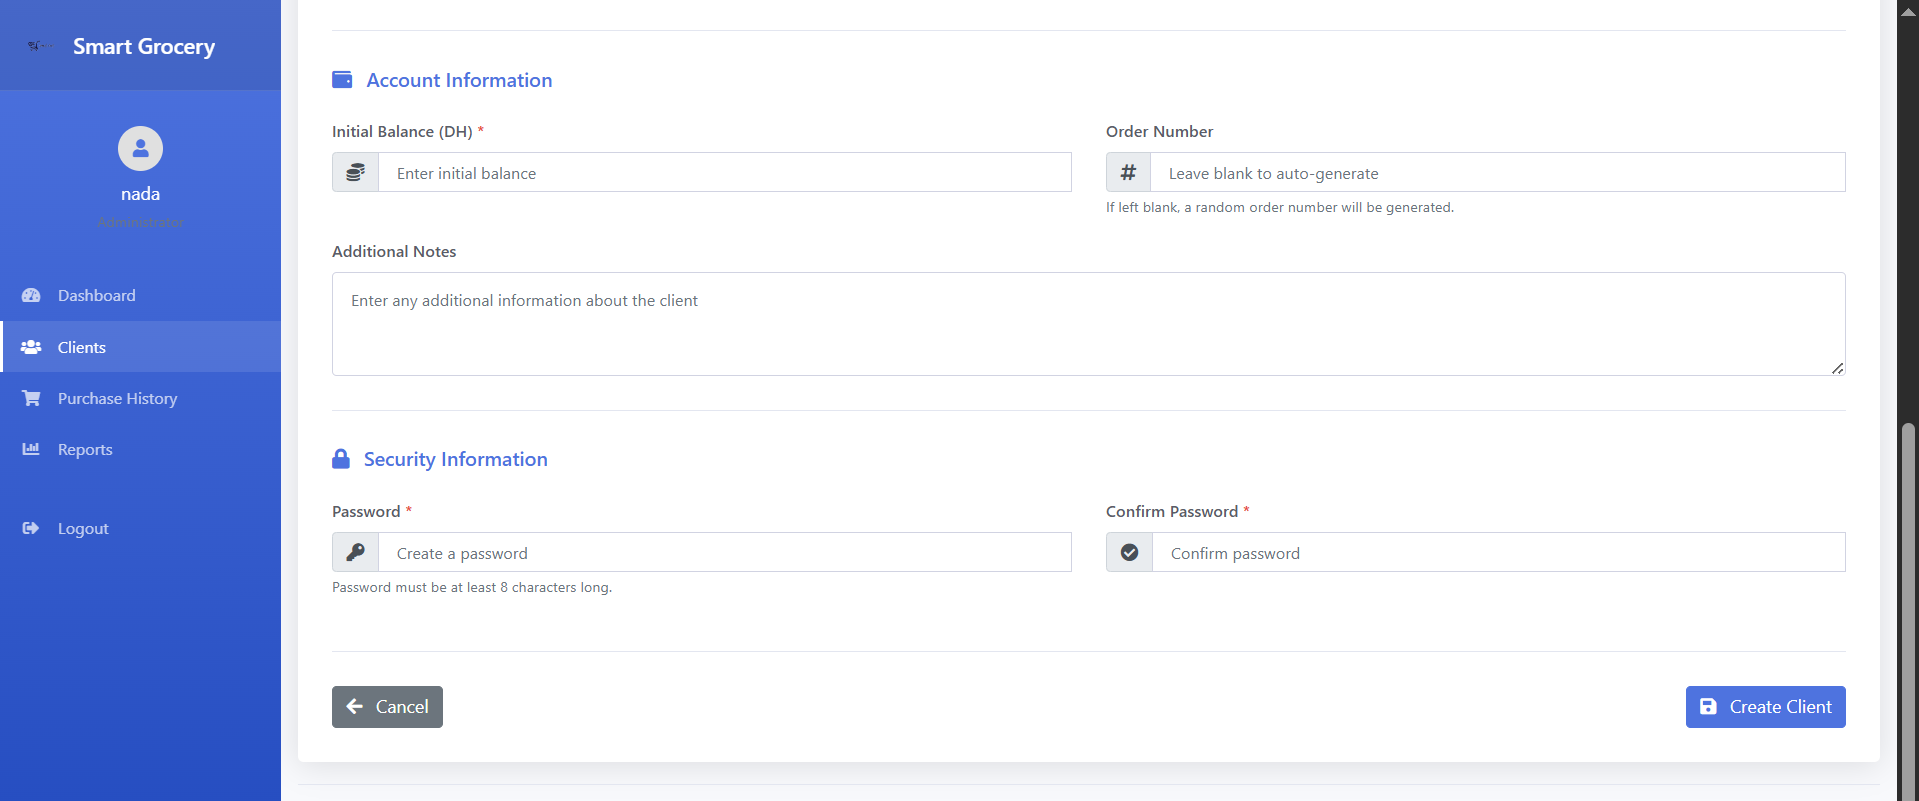 Smart Grocery
nada
Administrator
Dashboard
Clients
Purchase History
Reports
Logout
Account Information
Initial Balance (DH) *
Enter initial balance
Order Number
Leave blank to auto-generate
If left blank, a random order number will be generated.
Additional Notes
Enter any additional information about the client
Security Information
Password *
Create a password
Password must be at least 8 characters long.
Confirm Password *
Confirm password
Cancel
Create Client